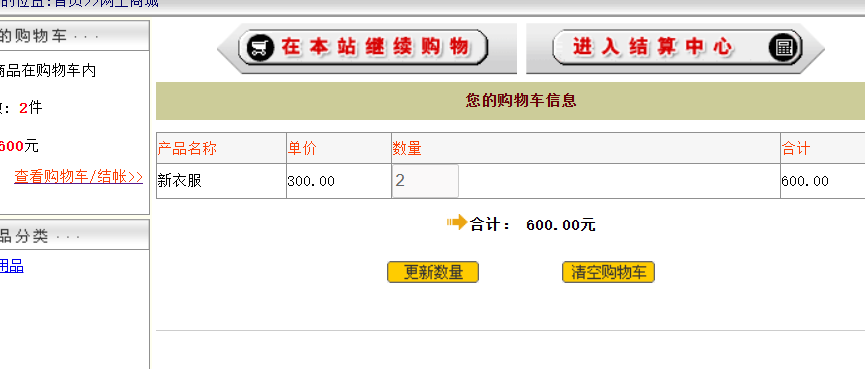 的位置:首页>>网上商城
的购物车 · · ·
商品在购物车内
: 2件
600元
查看购物车/结帐>>
品分类 · · ·
用品
在本站继续购物
进入结算中心
您的购物车信息
产品名称 单价 数量 合计
新衣服 300.00 2 600.00
合计: 600.00元
更新数量 清空购物车